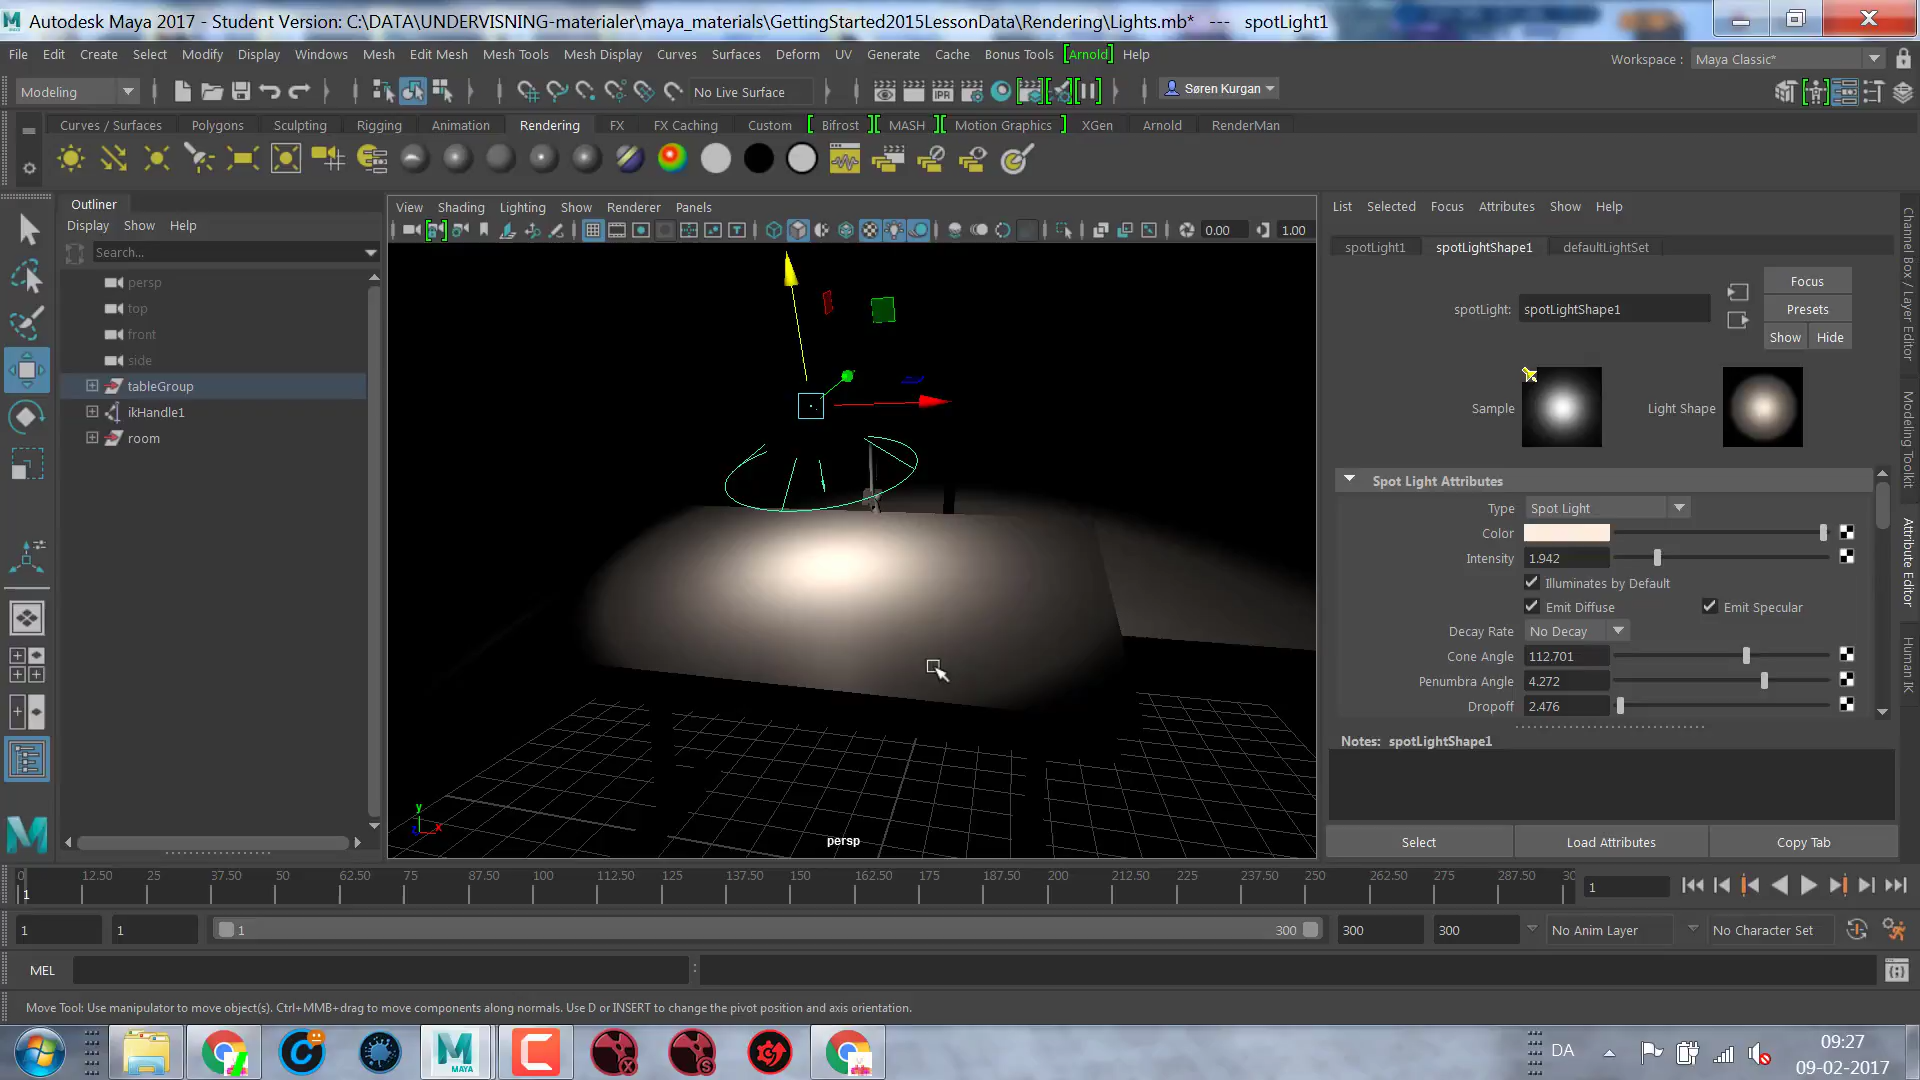 Autodesk Maya 2017 - Student Version: C:\DATA\UNDERVISNING-materialer\maya_materials\GettingStarted2015LessonData\Rendering\Lights.mb*   ---   spotLight1
File Edit Create Select Modify Display Windows Mesh Edit Mesh Mesh Tools Mesh Display Curves Surfaces Deform UV Generate Cache Bonus Tools [Arnold] Help
Workspace : Maya Classic*
Modeling No Live Surface IPR Søren Kurgan
Curves / Surfaces Polygons Sculpting Rigging Animation Rendering FX FX Caching Custom Bifrost MASH Motion Graphics XGen Arnold RenderMan
Outliner
Display Show Help
Search...
persp
top
front
side
tableGroup
ikHandle1
room
View Shading Lighting Show Renderer Panels
0.00 1.00
y
x
persp
List Selected Focus Attributes Show Help
spotLight1 spotLightShape1 defaultLightSet
Focus
spotLight: spotLightShape1 Presets
Show Hide
Sample Light Shape
Spot Light Attributes
Type Spot Light
Color
Intensity 1.942
Illuminates by Default
Emit Diffuse Emit Specular
Decay Rate No Decay
Cone Angle 112.701
Penumbra Angle 4.272
Dropoff 2.476
Notes: spotLightShape1
Select Load Attributes Copy Tab
Channel Box / Layer Editor
Modeling Toolkit
Attribute Editor
Human IK
0 12.50 25 37.50 50 62.50 75 87.50 100 112.50 125 137.50 150 162.50 175 187.50 200 212.50 225 237.50 250 262.50 275 287.50 30
1 1
1 1 1 300 300 300 No Anim Layer No Character Set
MEL :
Move Tool: Use manipulator to move object(s). Ctrl+MMB+drag to move components along normals. Use D or INSERT to change the pivot position and axis orientation.
MAYA
DA
09:27
09-02-2017